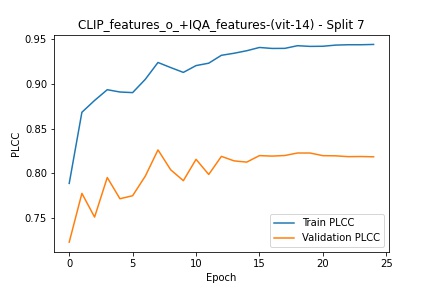 CLIP_features_o_+IQA_features-(vit-14) - Split 7
0.95
0.90
0.85
0.80
0.75
PLCC
Train PLCC
Validation PLCC
0
5
10
15
20
25
Epoch